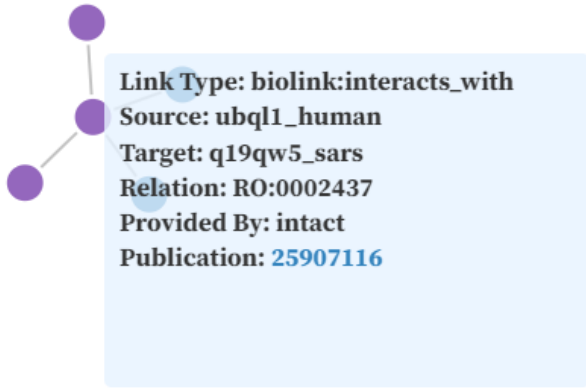 Link Type: biolink:interacts_with
Source: ubql1_human
Target: q19qw5_sars
Relation: RO:0002437
Provided By: intact
Publication: 25907116